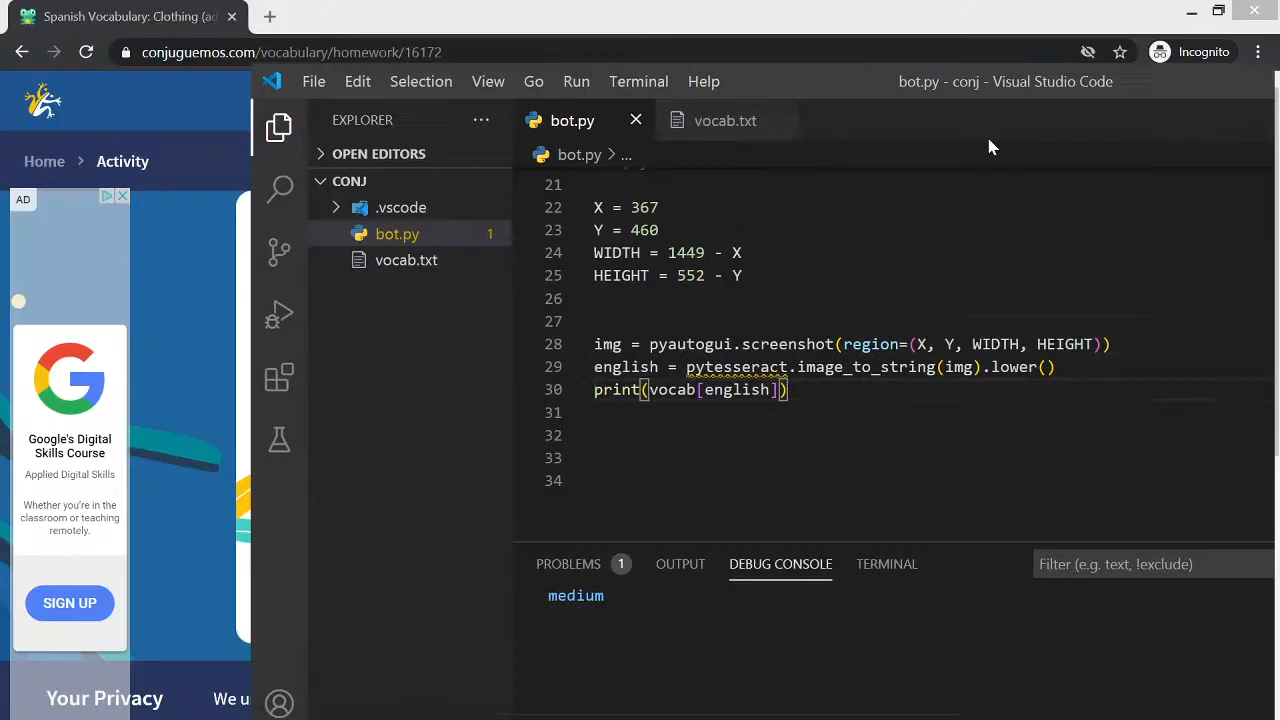 Spanish Vocabulary: Clothing (ad
conjuguemos.com/vocabulary/homework/16172
Incognito
File Edit Selection View Go Run Terminal Help
bot.py - conj - Visual Studio Code
Home > Activity
EXPLORER
OPEN EDITORS
CONJ
.vscode
bot.py 1
vocab.txt
bot.py
vocab.txt
bot.py > ...
21
22 X = 367
23 Y = 460
24 WIDTH = 1449 - X
25 HEIGHT = 552 - Y
26
27
28 img = pyautogui.screenshot(region=(X, Y, WIDTH, HEIGHT))
29 english = pytesseract.image_to_string(img).lower()
30 print(vocab[english])
31
32
33
34
PROBLEMS 1 OUTPUT DEBUG CONSOLE TERMINAL
Filter (e.g. text, !exclude)
medium
AD
Google's Digital
Skills Course
Applied Digital Skills
Whether you're in the
classroom or teaching
remotely.
SIGN UP
Your Privacy
We u